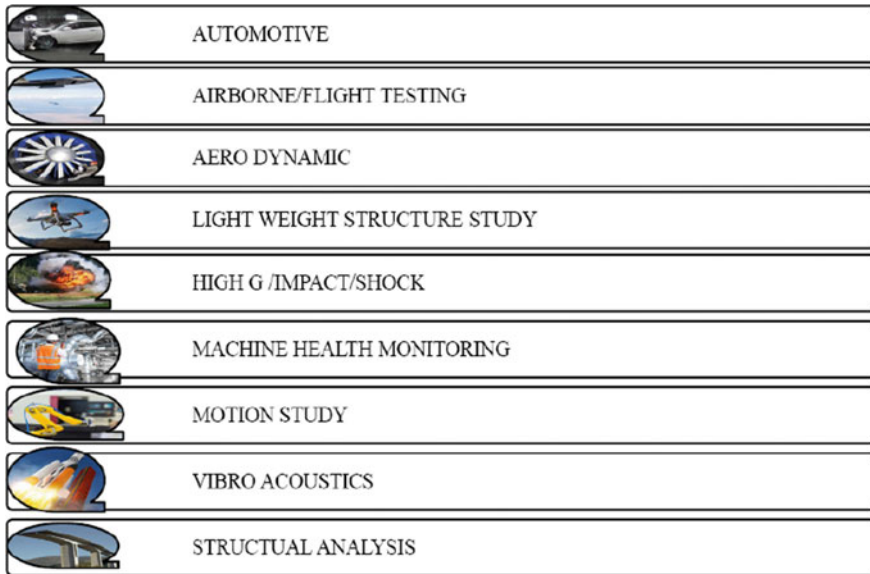 AUTOMOTIVE
AIRBORNE/FLIGHT TESTING
AERO DYNAMIC
LIGHT WEIGHT STRUCTURE STUDY
HIGH G /IMPACT/SHOCK
MACHINE HEALTH MONITORING
MOTION STUDY
VIBRO ACOUSTICS
STRUCTUAL ANALYSIS